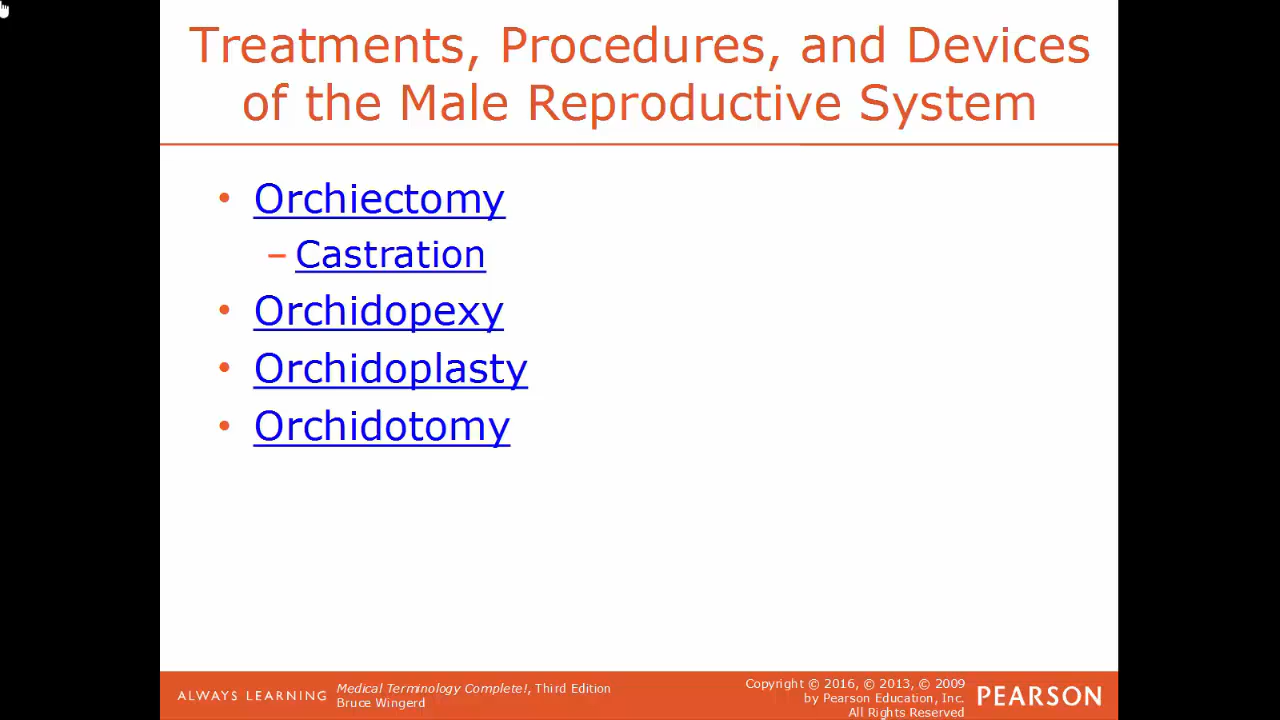 Treatments, Procedures, and Devices
of the Male Reproductive System
• Orchiectomy
– Castration
• Orchidopexy
• Orchidoplasty
• Orchidotomy
ALWAYS LEARNING
Medical Terminology Complete!, Third Edition
Bruce Wingerd
Copyright © 2016, © 2013, © 2009
by Pearson Education, Inc.
All Rights Reserved
PEARSON